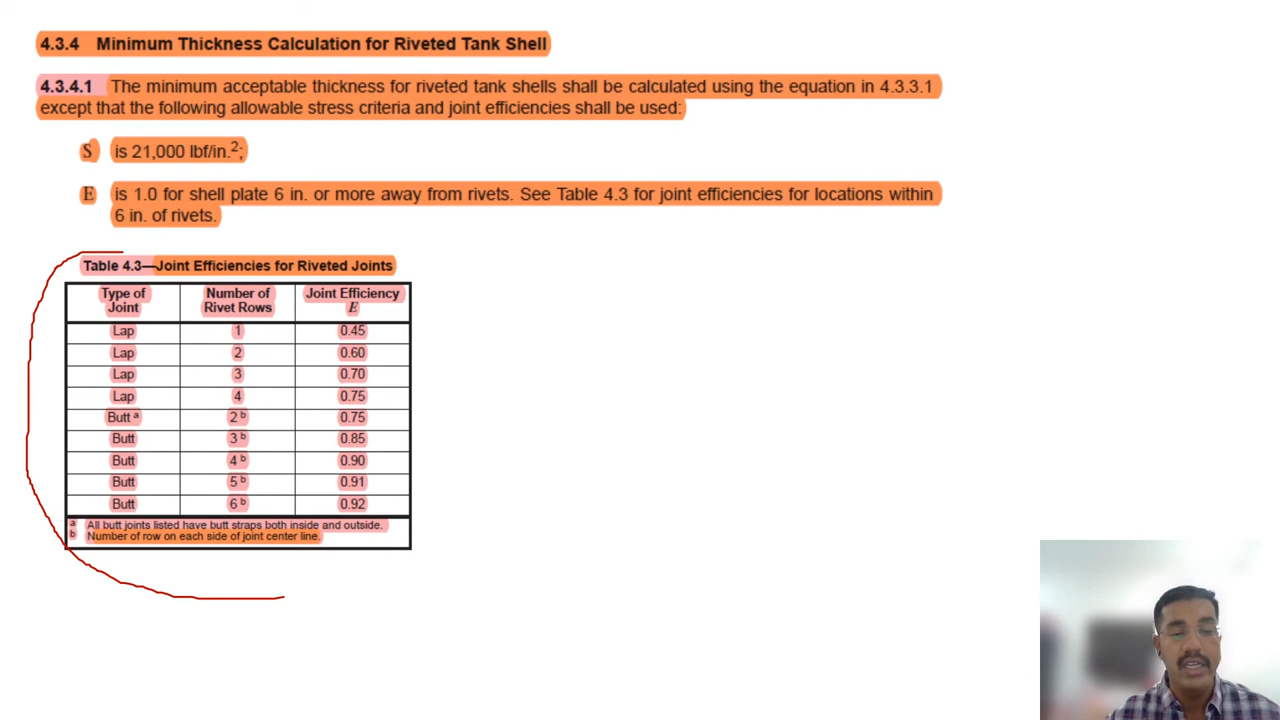 4.3.4 Minimum Thickness Calculation for Riveted Tank Shell
4.3.4.1 The minimum acceptable thickness for riveted tank shells shall be calculated using the equation in 4.3.3.1
except that the following allowable stress criteria and joint efficiencies shall be used:
S is 21,000 lbf/in.²;
E is 1.0 for shell plate 6 in. or more away from rivets. See Table 4.3 for joint efficiencies for locations within
6 in. of rivets.
Table 4.3—Joint Efficiencies for Riveted Joints
Type of Joint Number of Rivet Rows Joint Efficiency E
Lap 1 0.45
Lap 2 0.60
Lap 3 0.70
Lap 4 0.75
Butt a 2 b 0.75
Butt 3 b 0.85
Butt 4 b 0.90
Butt 5 b 0.91
Butt 6 b 0.92
a All butt joints listed have butt straps both inside and outside.
b Number of row on each side of joint center line.